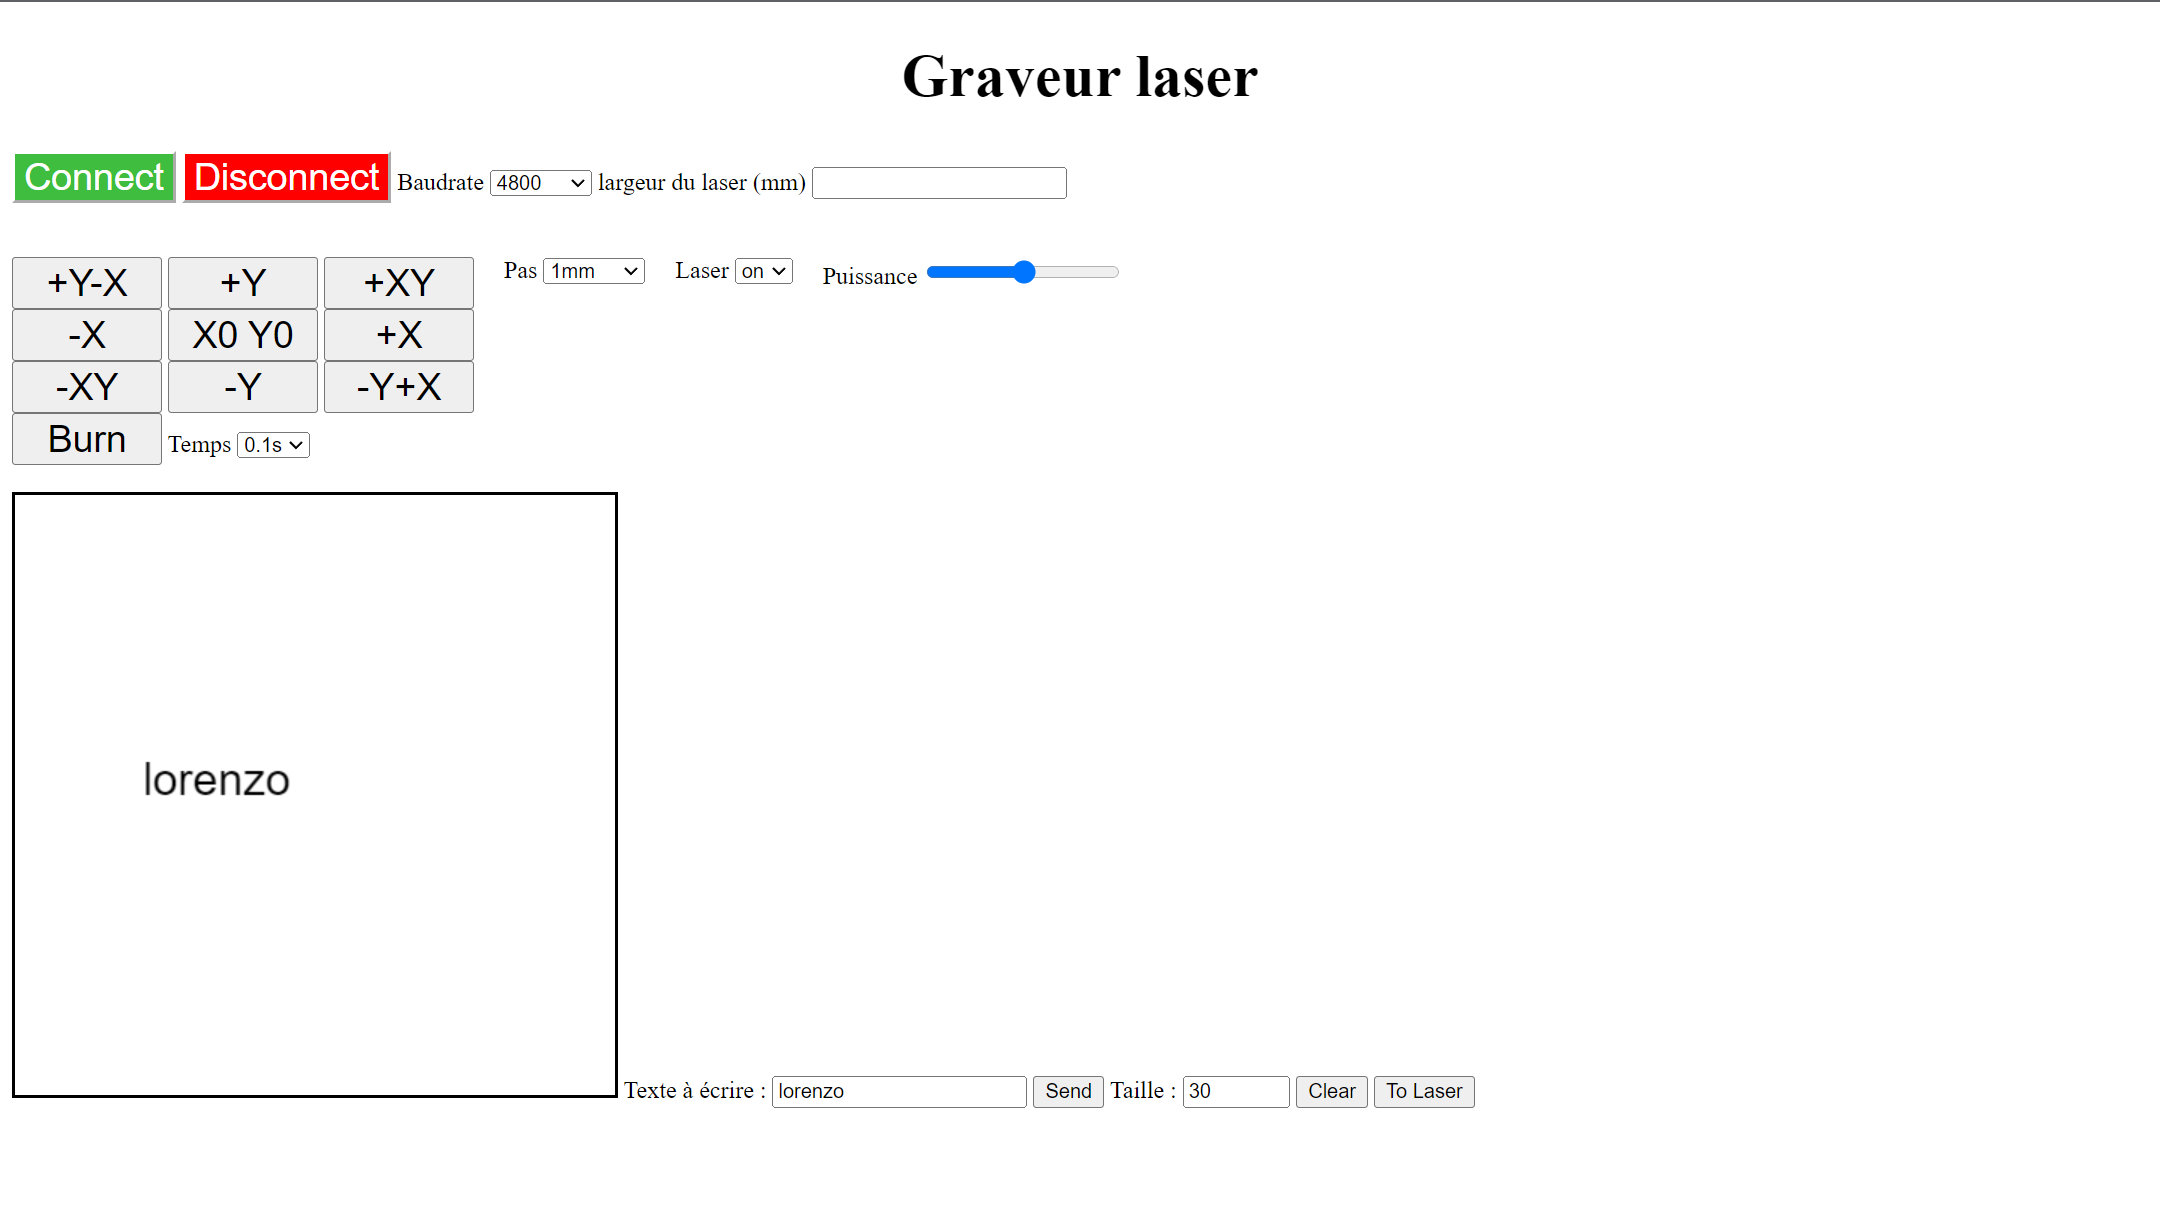 Graveur laser
Connect Disconnect Baudrate 4800 largeur du laser (mm)
+Y-X +Y +XY Pas 1mm Laser on Puissance
-X X0 Y0 +X
-XY -Y -Y+X
Burn Temps 0.1s
lorenzo
Texte à écrire : lorenzo Send Taille : 30 Clear To Laser